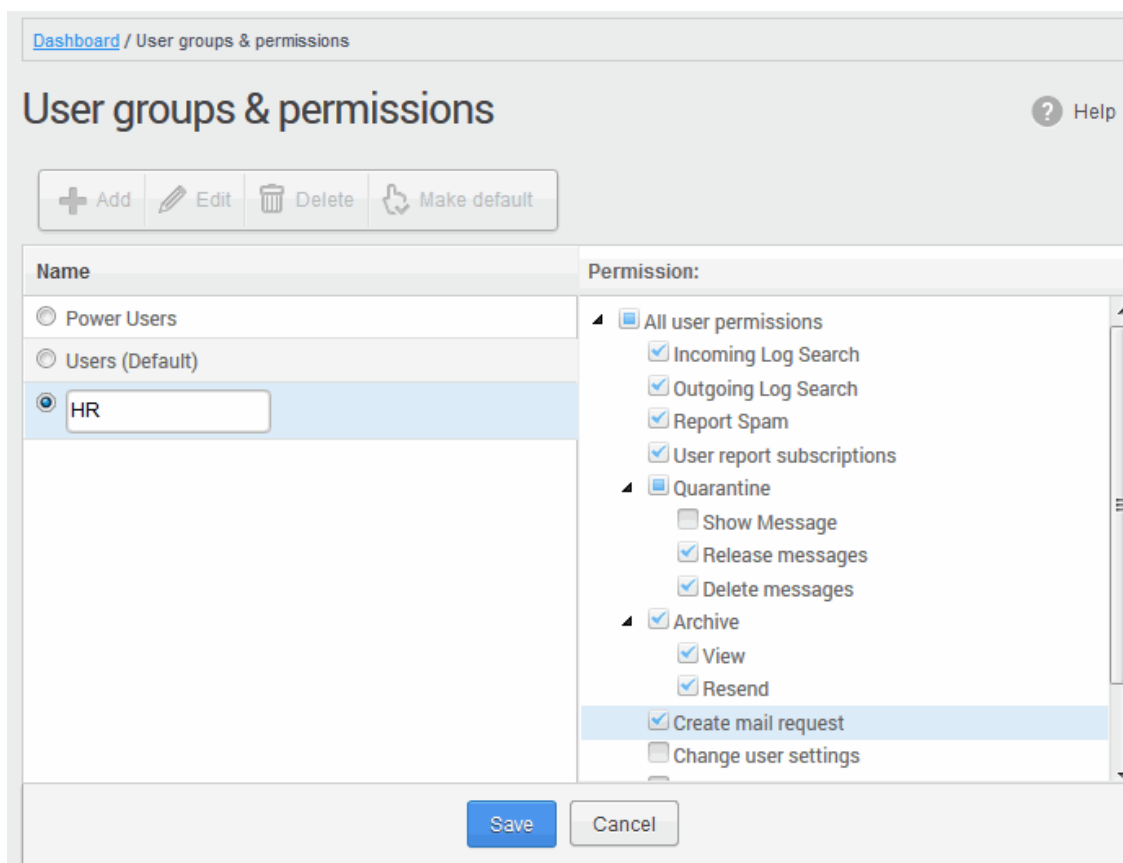 Dashboard / User groups & permissions
User groups & permissions
Help
Add Edit Delete Make default
Name
Permission:
Power Users
Users (Default)
HR
All user permissions
Incoming Log Search
Outgoing Log Search
Report Spam
User report subscriptions
Quarantine
Show Message
Release messages
Delete messages
Archive
View
Resend
Create mail request
Change user settings
Save
Cancel